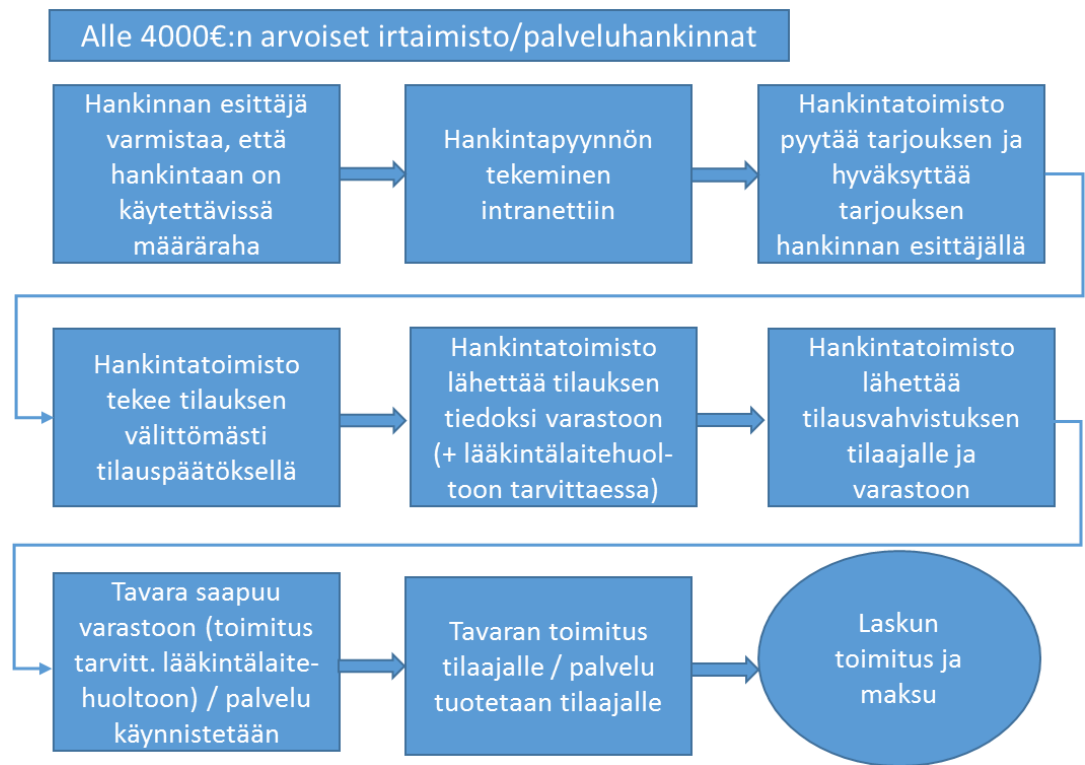 Alle 4000€:n arvoiset irtaimisto/palveluhankinnat
Hankinnan esittäjä
varmistaa, että
hankintaan on
käytettävissä
määräraha
Hankintapyynnön
tekeminen
intranettiin
Hankintatoimisto
pyytää tarjouksen ja
hyväksyttää
tarjouksen
hankinnan esittäjällä
Hankintatoimisto
tekee tilauksen
välittömästi
tilauspäätöksellä
Hankintatoimisto
lähettää tilauksen
tiedoksi varastoon
(+ lääkintälaitehuol-
toon tarvittaessa)
Hankintatoimisto
lähettää
tilausvahvistuksen
tilaajalle ja
varastoon
Tavara saapuu
varastoon (toimitus
tarvitt. lääkintälaite-
huoltoon) / palvelu
käynnistetään
Tavaran toimitus
tilaajalle / palvelu
tuotetaan tilaajalle
Laskun
toimitus ja
maksu